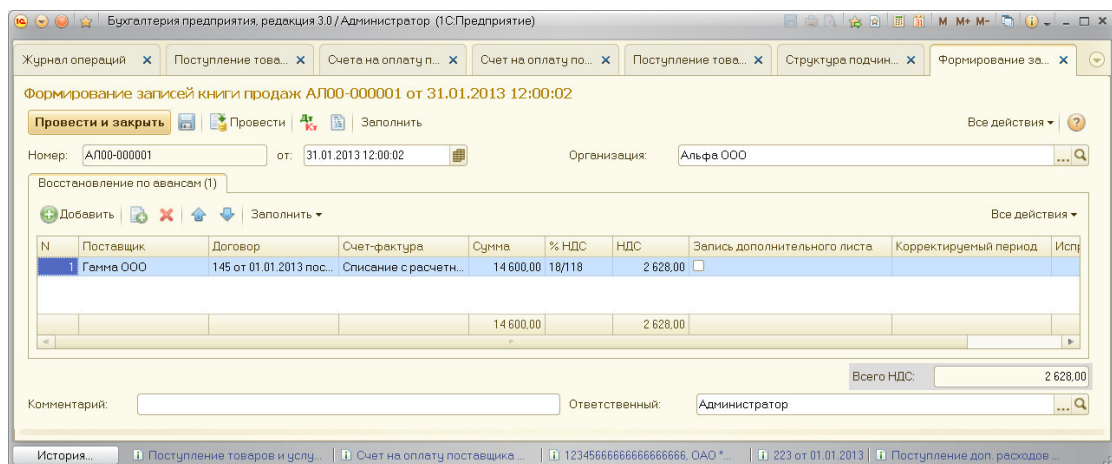 Бухгалтерия предприятия, редакция 3.0 / Администратор (1С:Предприятие) M M+ M-
Журнал операций Поступление това... Счета на оплату п... Счет на оплату по... Поступление това... Структура подчин... Формирование за...
Формирование записей книги продаж АЛ00-000001 от 31.01.2013 12:00:02
Провести и закрыть Провести Дт Кт Заполнить Все действия
Номер: АЛ00-000001 от: 31.01.2013 12:00:02 Организация: Альфа ООО ...
Восстановление по авансам (1)
Добавить Заполнить Все действия
N Поставщик Договор Счет-фактура Сумма % НДС НДС Запись дополнительного листа Корректируемый период Испр
1 Гамма ООО 145 от 01.01.2013 пос... Списание с расчетн... 14 600,00 18/118 2 628,00
14 600,00 2 628,00
Всего НДС: 2 628,00
Комментарий: Ответственный: Администратор ...
История... Поступление товаров и услу... Счет на оплату поставщика ... 12345666666666666666, ОАО "... 223 от 01.01.2013 Поступление доп. расходов ...